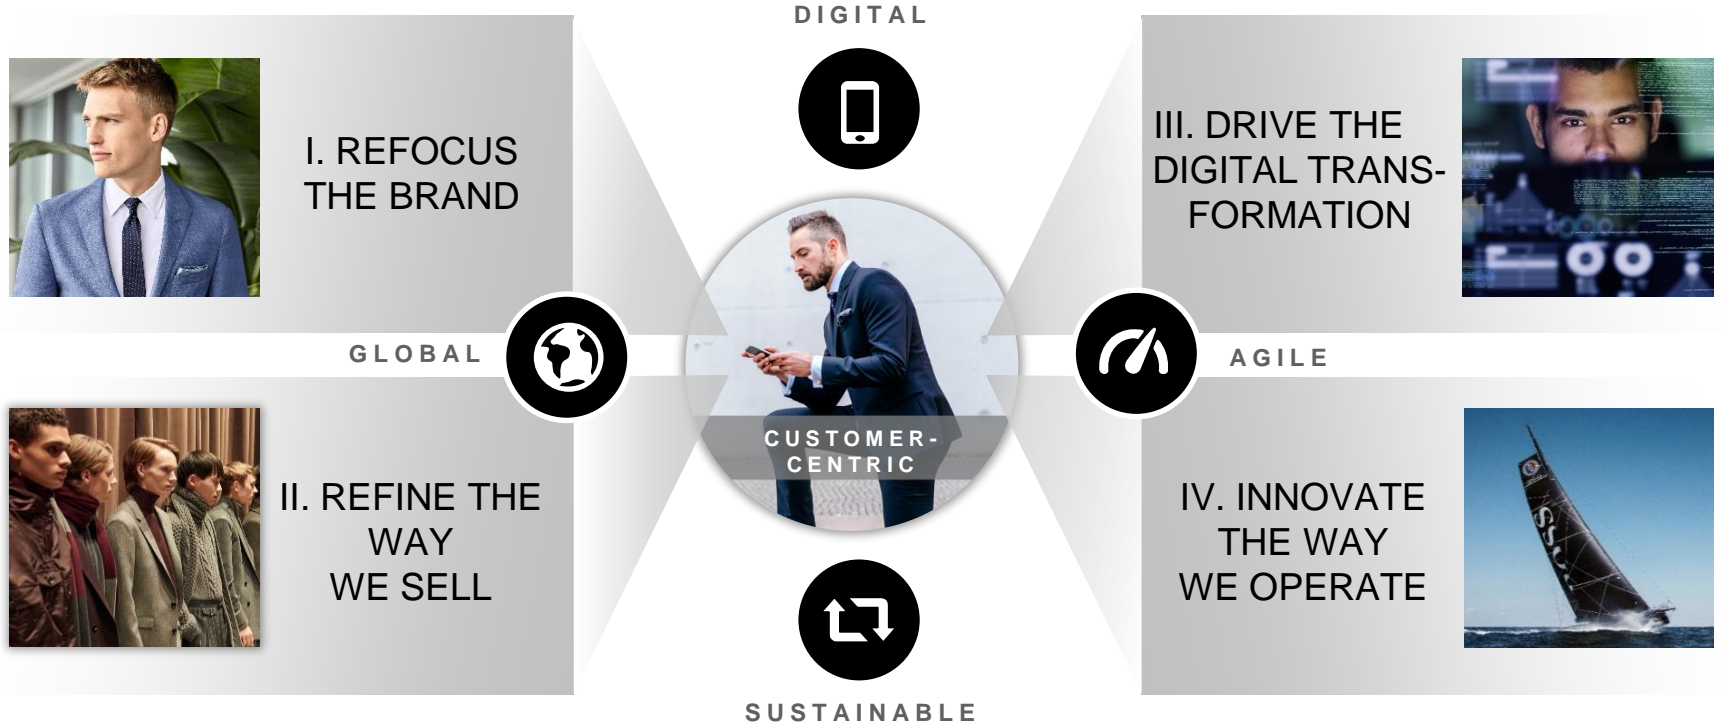 DIGITAL
I. REFOCUS
THE BRAND
III. DRIVE THE
DIGITAL TRANS-
FORMATION
GLOBAL
AGILE
CUSTOMER-
CENTRIC
II. REFINE THE
WAY
WE SELL
IV. INNOVATE
THE WAY
WE OPERATE
SUSTAINABLE